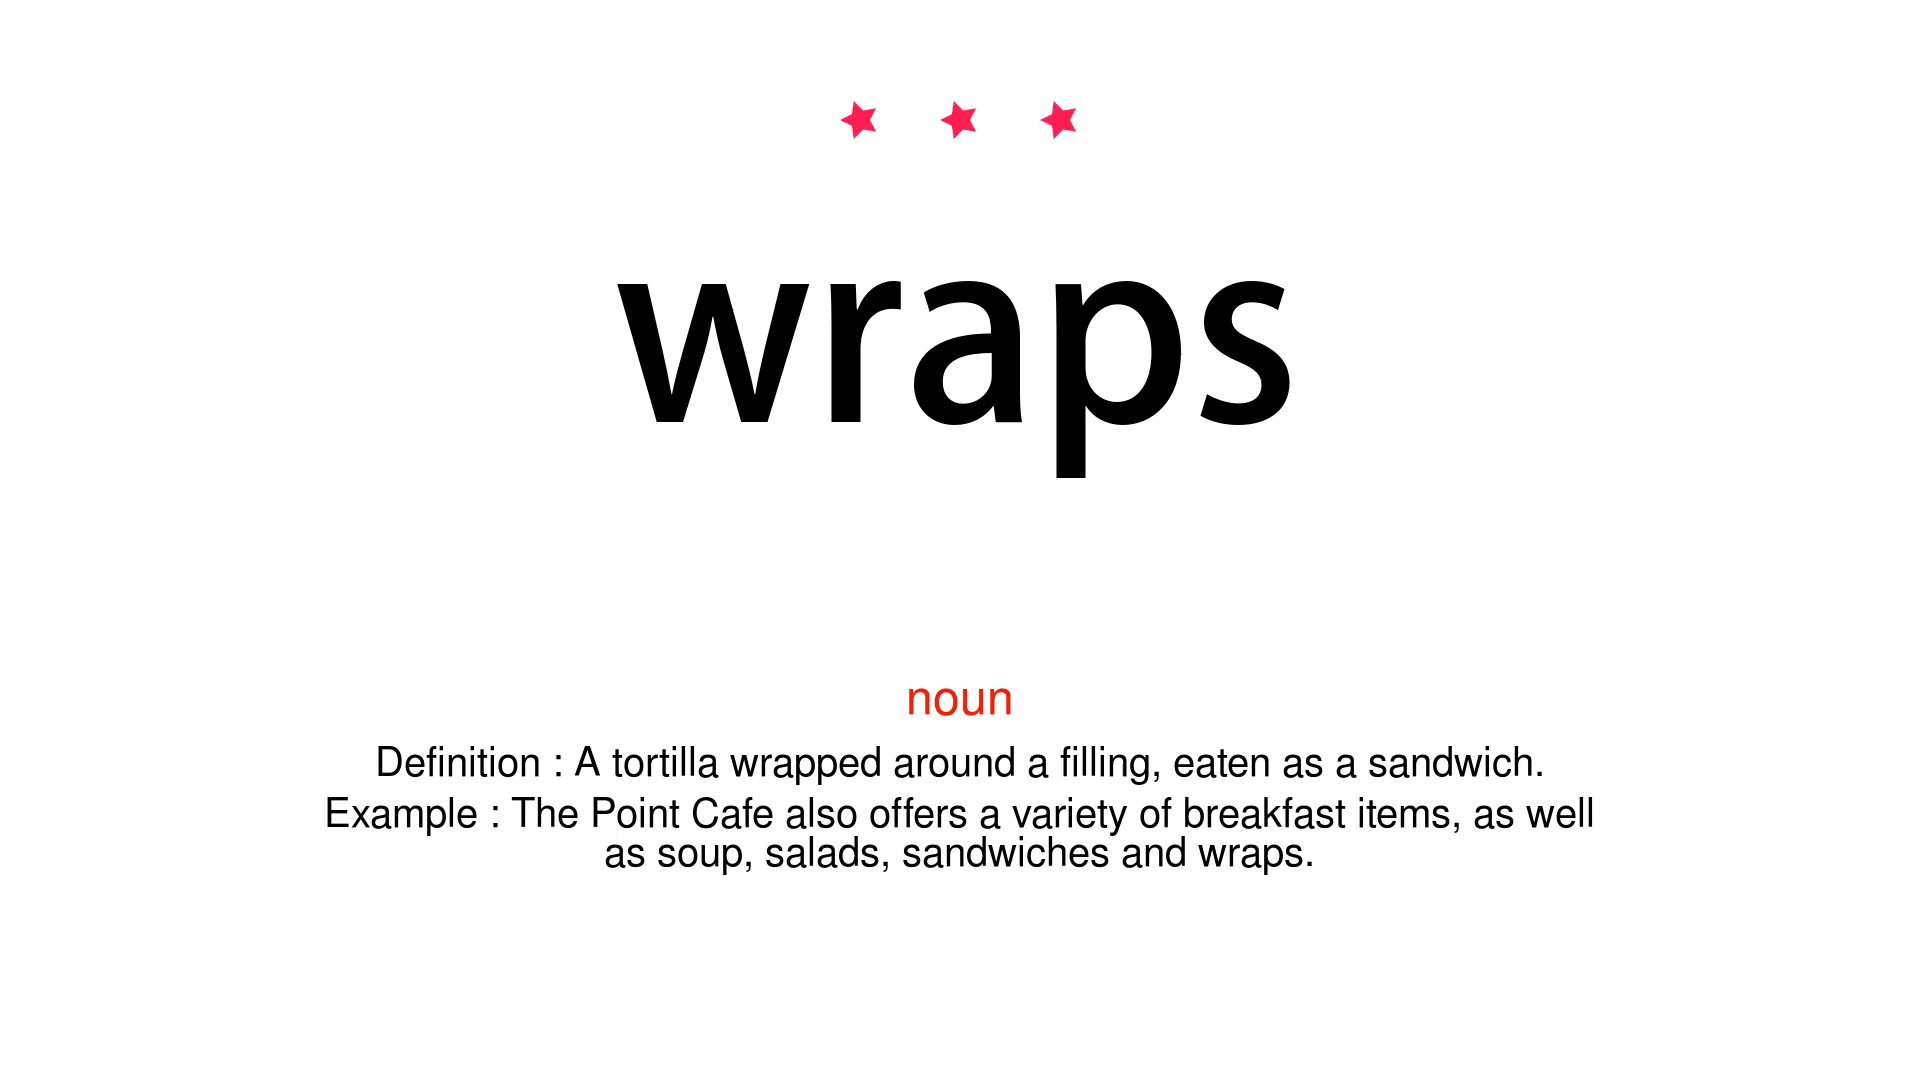 wraps
noun
Definition : A tortilla wrapped around a filling, eaten as a sandwich.
Example : The Point Cafe also offers a variety of breakfast items, as well
as soup, salads, sandwiches and wraps.